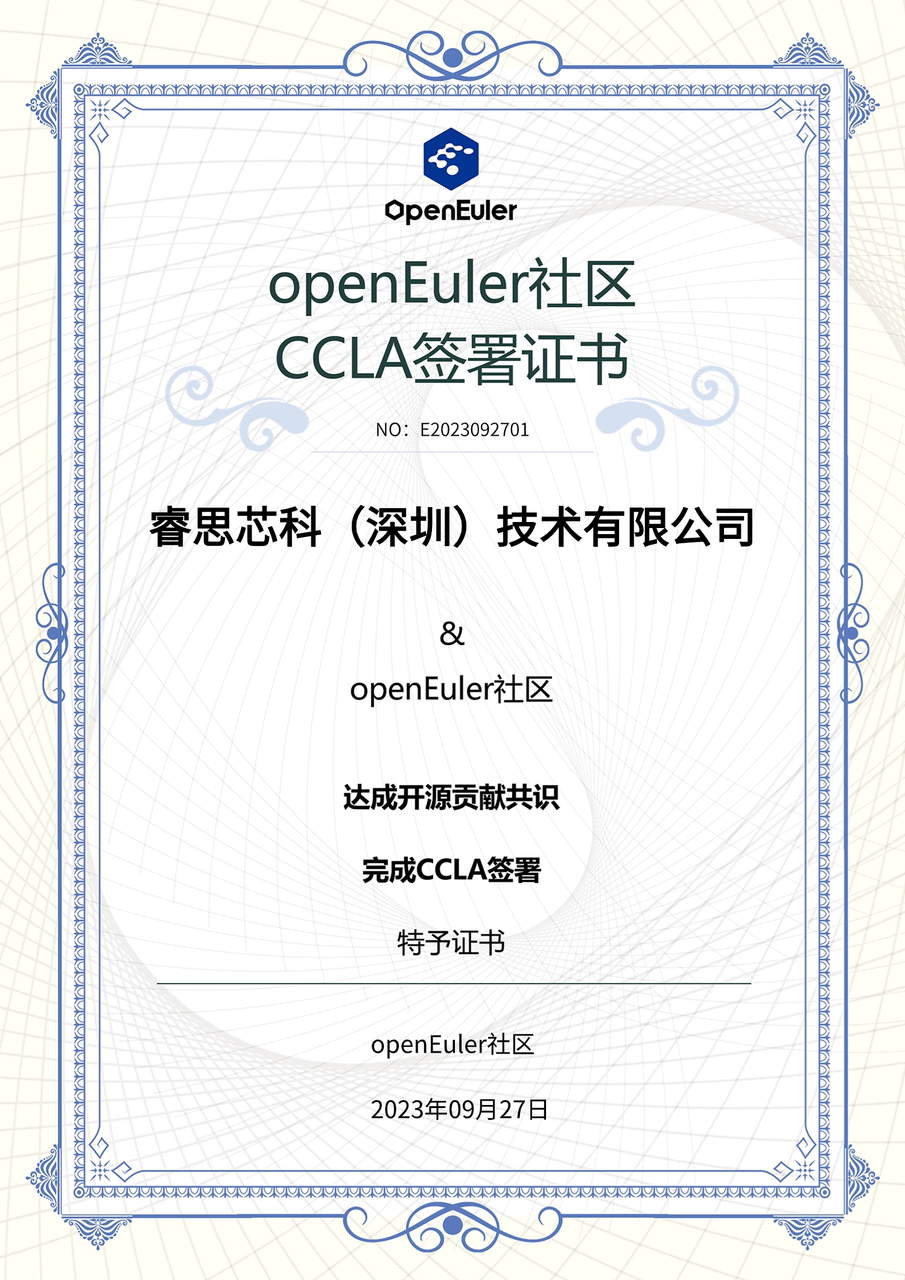 OpenEuler
openEuler社区
CCLA签署证书
NO：E2023092701
睿思芯科（深圳）技术有限公司
&
openEuler社区
达成开源贡献共识
完成CCLA签署
特予证书
openEuler社区
2023年09月27日